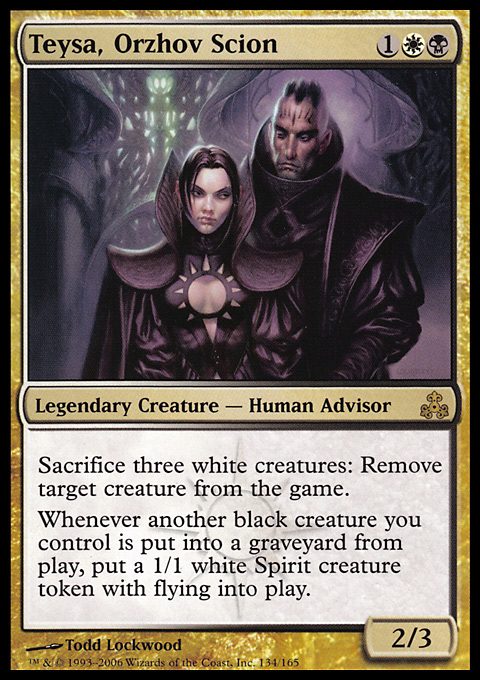 Teysa, Orzhov Scion 1
Legendary Creature — Human Advisor
Sacrifice three white creatures: Remove
target creature from the game.
Whenever another black creature you
control is put into a graveyard from
play, put a 1/1 white Spirit creature
token with flying into play.
2/3
Todd Lockwood
™ & © 1993–2006 Wizards of the Coast, Inc. 134/165